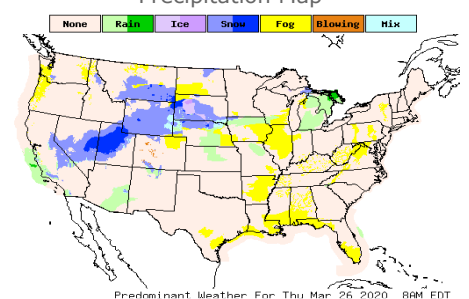 Precipitation Map
None Rain Ice Snow Fog Blowing Mix
Predominant Weather For Thu Mar 26 2020 8AM EDT